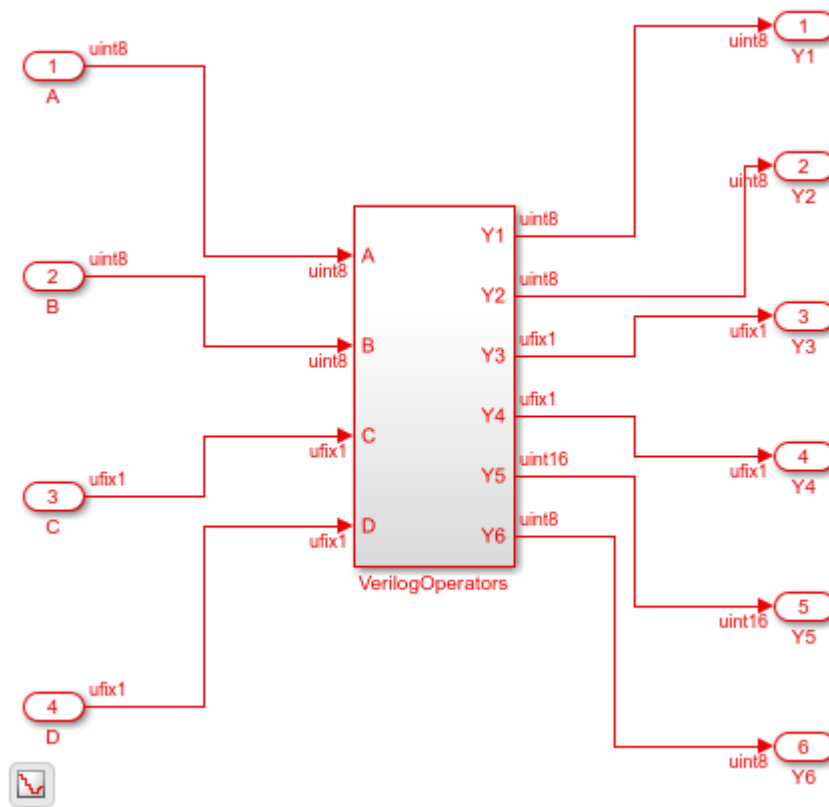 uint8
1
A
uint8
2
B
ufix1
3
C
ufix1
4
D
uint8
A
uint8
B
ufix1
C
ufix1
D
Y1
Y2
Y3
Y4
Y5
Y6
VerilogOperators
uint8
uint8
ufix1
ufix1
uint16
uint8
1
uint8
Y1
2
uint8
Y2
3
ufix1
Y3
4
ufix1
Y4
5
uint16
Y5
6
uint8
Y6